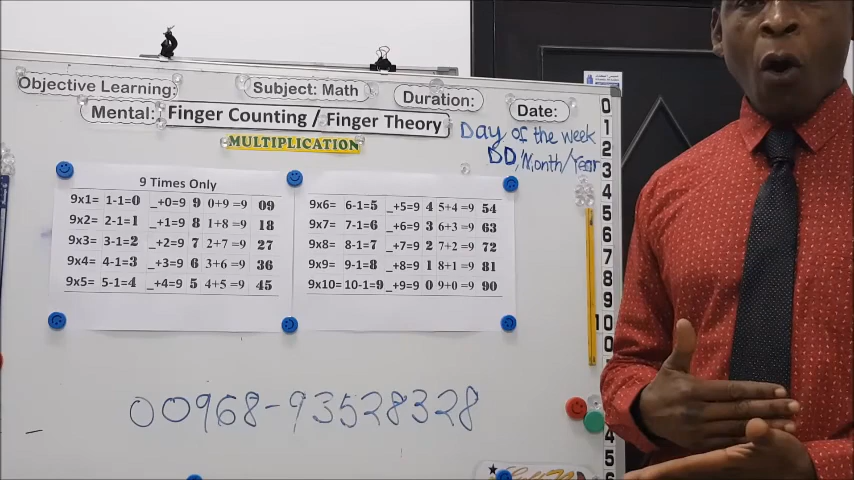 Objective Learning: Subject: Math Duration: Date:
Mental: Finger Counting / Finger Theory
MULTIPLICATION
Day of the week
DD/Month/Year
9 Times Only
9x1= 1-1=0 _+0=9 9 0+9 =9 09
9x2= 2-1=1 _+1=9 8 1+8 =9 18
9x3= 3-1=2 _+2=9 7 2+7 =9 27
9x4= 4-1=3 _+3=9 6 3+6 =9 36
9x5= 5-1=4 _+4=9 5 4+5 =9 45
9x6= 6-1=5 _+5=9 4 5+4 =9 54
9x7= 7-1=6 _+6=9 3 6+3 =9 63
9x8= 8-1=7 _+7=9 2 7+2 =9 72
9x9= 9-1=8 _+8=9 1 8+1 =9 81
9x10= 10-1=9 _+9=9 0 9+0 =9 90
00968-93528328
0
1
2
3
4
5
6
7
8
9
10
0
1
2
3
4
5
6